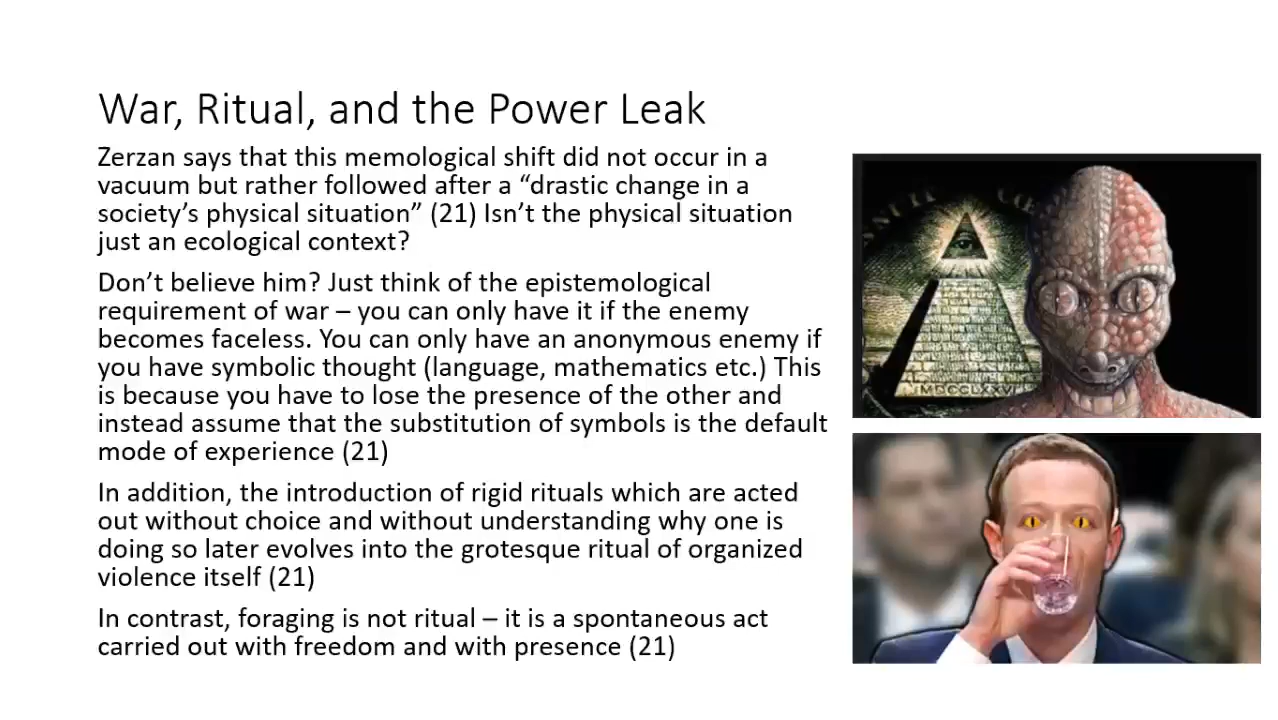 War, Ritual, and the Power Leak
Zerzan says that this memological shift did not occur in a
vacuum but rather followed after a “drastic change in a
society’s physical situation” (21) Isn’t the physical situation
just an ecological context?
Don’t believe him? Just think of the epistemological
requirement of war – you can only have it if the enemy
becomes faceless. You can only have an anonymous enemy if
you have symbolic thought (language, mathematics etc.) This
is because you have to lose the presence of the other and
instead assume that the substitution of symbols is the default
mode of experience (21)
In addition, the introduction of rigid rituals which are acted
out without choice and without understanding why one is
doing so later evolves into the grotesque ritual of organized
violence itself (21)
In contrast, foraging is not ritual – it is a spontaneous act
carried out with freedom and with presence (21)